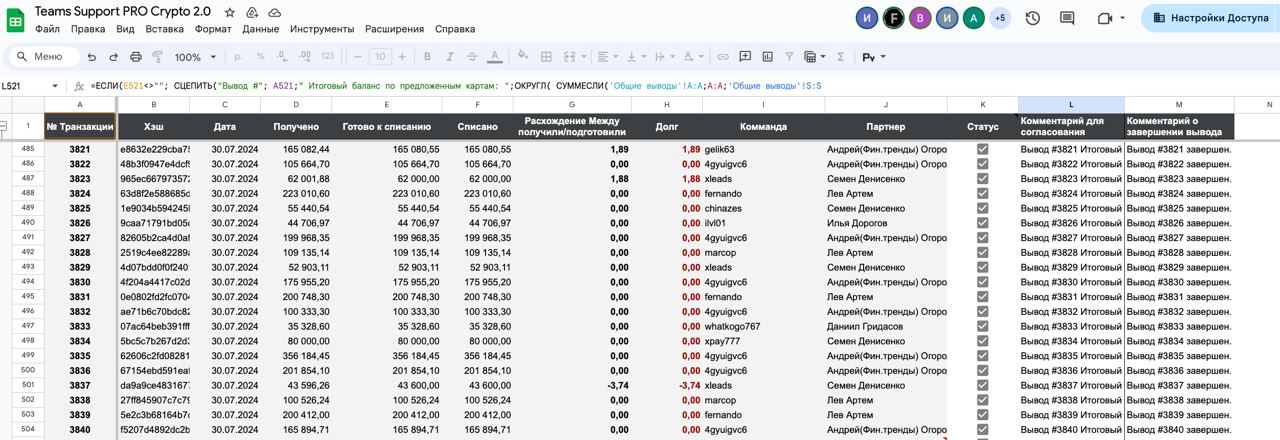 Teams Support PRO Crypto 2.0
Файл Правка Вид Вставка Формат Данные Инструменты Расширения Справка
И F В И А +5
Настройки Доступа
Меню 100% % .0 .00 123 10 B I S A Σ Py
L521 fx =ЕСЛИ(E521<>""; СЦЕПИТЬ("Вывод #"; A521;" Итоговый баланс по предложенным картам: ";ОКРУГЛ( СУММЕСЛИ('Общие выводы'!A:A;A:A;'Общие выводы'!S:S
A B C D E F G H I J K L M N
1 № Транзакции Хэш Дата Получено Готово к списанию Списано Расхождение Между получили/подготовили Долг Команда Партнер Статус Комментарий для согласования Комментарий о завершении вывода
485 3821 e8632e229cba75 30.07.2024 165 082,44 165 080,55 165 080,55 1,89 1,89 gelik63 Андрей(Фин.тренды) Огоро Вывод #3821 Итоговый Вывод #3821 завершен.
486 3822 48b3f0947e4dcf9 30.07.2024 105 664,70 105 664,70 105 664,70 0,00 0,00 4gyuigvc6 Андрей(Фин.тренды) Огоро Вывод #3822 Итоговый Вывод #3822 завершен.
487 3823 965ec667973572 30.07.2024 62 001,88 62 000,00 62 000,00 1,88 1,88 xleads Семен Денисенко Вывод #3823 Итоговый Вывод #3823 завершен.
488 3824 63d8f2e588685c 30.07.2024 223 010,60 223 010,60 223 010,60 0,00 0,00 fernando Лев Артем Вывод #3824 Итоговый Вывод #3824 завершен.
489 3825 1e9034b594245 30.07.2024 55 440,54 55 440,54 55 440,54 0,00 0,00 chinazes Семен Денисенко Вывод #3825 Итоговый Вывод #3825 завершен.
490 3826 9caa71791bd05 30.07.2024 44 706,97 44 706,97 44 706,97 0,00 0,00 ilvl01 Илья Дорогов Вывод #3826 Итоговый Вывод #3826 завершен.
491 3827 82605b2ca4d0a 30.07.2024 199 968,35 199 968,35 199 968,35 0,00 0,00 4gyuigvc6 Андрей(Фин.тренды) Огоро Вывод #3827 Итоговый Вывод #3827 завершен.
492 3828 2519c4ee82289 30.07.2024 109 135,14 109 135,14 109 135,14 0,00 0,00 marcop Лев Артем Вывод #3828 Итоговый Вывод #3828 завершен.
493 3829 4d07bdd0f0f240 30.07.2024 52 903,11 52 903,11 52 903,11 0,00 0,00 xleads Семен Денисенко Вывод #3829 Итоговый Вывод #3829 завершен.
494 3830 4f204a4417c02d 30.07.2024 175 955,20 175 955,20 175 955,20 0,00 0,00 4gyuigvc6 Андрей(Фин.тренды) Огоро Вывод #3830 Итоговый Вывод #3830 завершен.
495 3831 0e0802fd2fc070 30.07.2024 200 748,30 200 748,30 200 748,30 0,00 0,00 fernando Лев Артем Вывод #3831 Итоговый Вывод #3831 завершен.
496 3832 ae71b6c70bdc82 30.07.2024 100 333,30 100 333,30 100 333,30 0,00 0,00 4gyuigvc6 Андрей(Фин.тренды) Огоро Вывод #3832 Итоговый Вывод #3832 завершен.
497 3833 07ac64beb391fff 30.07.2024 35 328,60 35 328,60 35 328,60 0,00 0,00 whatkogo767 Даниил Гридасов Вывод #3833 Итоговый Вывод #3833 завершен.
498 3834 5bc5c7b267d2d 30.07.2024 80 000,00 80 000,00 80 000,00 0,00 0,00 xpay777 Семен Денисенко Вывод #3834 Итоговый Вывод #3834 завершен.
499 3835 62606c2fd08281 30.07.2024 356 184,45 356 184,45 356 184,45 0,00 0,00 4gyuigvc6 Андрей(Фин.тренды) Огоро Вывод #3835 Итоговый Вывод #3835 завершен.
500 3836 67154ebd591ea 30.07.2024 201 854,10 201 854,10 201 854,10 0,00 0,00 4gyuigvc6 Андрей(Фин.тренды) Огоро Вывод #3836 Итоговый Вывод #3836 завершен.
501 3837 da9a9ce483167 30.07.2024 43 596,26 43 600,00 43 600,00 -3,74 -3,74 xleads Семен Денисенко Вывод #3837 Итоговый Вывод #3837 завершен.
502 3838 27ff845907c7c79 30.07.2024 100 526,24 100 526,24 100 526,24 0,00 0,00 marcop Лев Артем Вывод #3838 Итоговый Вывод #3838 завершен.
503 3839 5e2c3b68164b7 30.07.2024 200 412,00 200 412,00 200 412,00 0,00 0,00 fernando Лев Артем Вывод #3839 Итоговый Вывод #3839 завершен.
504 3840 f5207d4892dc2b 30.07.2024 165 894,71 165 894,71 165 894,71 0,00 0,00 4gyuigvc6 Андрей(Фин.тренды) Огоро Вывод #3840 Итоговый Вывод #3840 завершен.